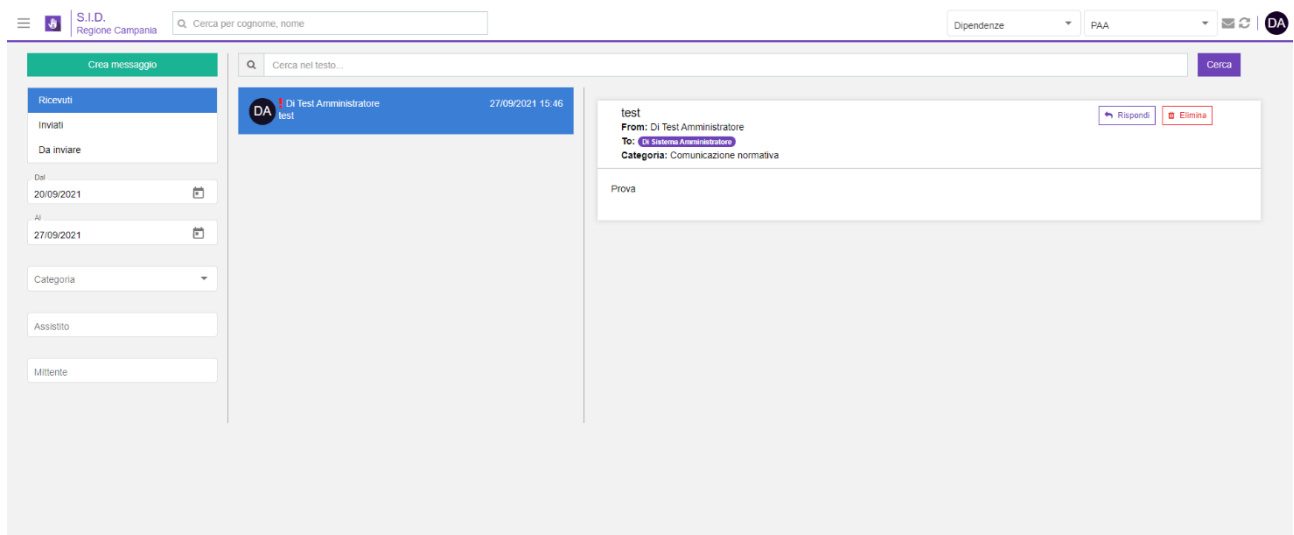 S.I.D.
Regione Campania
Cerca per cognome, nome
Dipendenze
PAA
DA
Crea messaggio
Cerca nel testo...
Cerca
Ricevuti
Inviati
Da inviare
Dal
20/09/2021
Al
27/09/2021
Categoria
Assistito
Mittente
DA
! Di Test Amministratore 27/09/2021 15:46
test
test
Rispondi
Elimina
From: Di Test Amministratore
To: Di Sistema Amministratore
Categoria: Comunicazione normativa
Prova